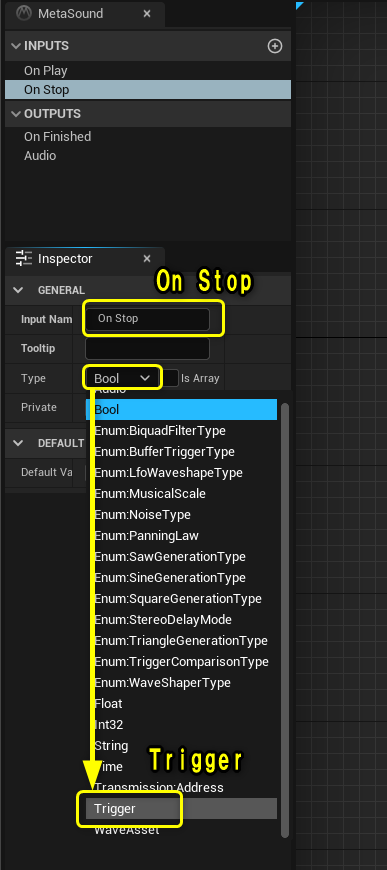 MetaSound
INPUTS
On Play
On Stop
OUTPUTS
On Finished
Audio
Inspector
On Stop
GENERAL
Input Nam On Stop
Tooltip
Type Bool Is Array
Audio
Private Bool
Enum:BiquadFilterType
DEFAULT Enum:BufferTriggerType
Default Va Enum:LfoWaveshapeType
Enum:MusicalScale
Enum:NoiseType
Enum:PanningLaw
Enum:SawGenerationType
Enum:SineGenerationType
Enum:SquareGenerationType
Enum:StereoDelayMode
Enum:TriangleGenerationType
Enum:TriggerComparisonType
Enum:WaveShaperType
Float
Int32
String
Trigger
Time
Transmission:Address
Trigger
WaveAsset